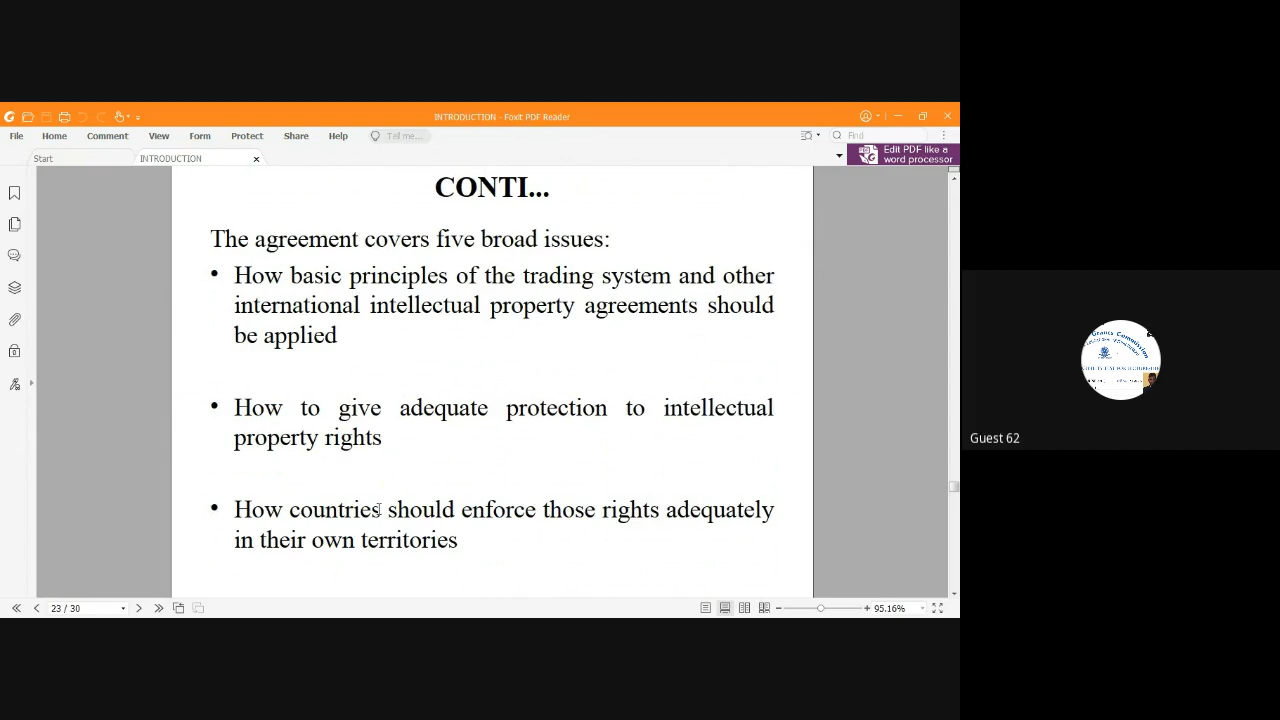 INTRODUCTION - Foxit PDF Reader
File Home Comment View Form Protect Share Help Tell me... Find
Start INTRODUCTION Edit PDF like a
word processor
CONTI...
The agreement covers five broad issues:
• How basic principles of the trading system and other
international intellectual property agreements should
be applied
• How to give adequate protection to intellectual
property rights
• How countries should enforce those rights adequately
in their own territories
23 / 30 95.16%
Grants Commission
Guest 62